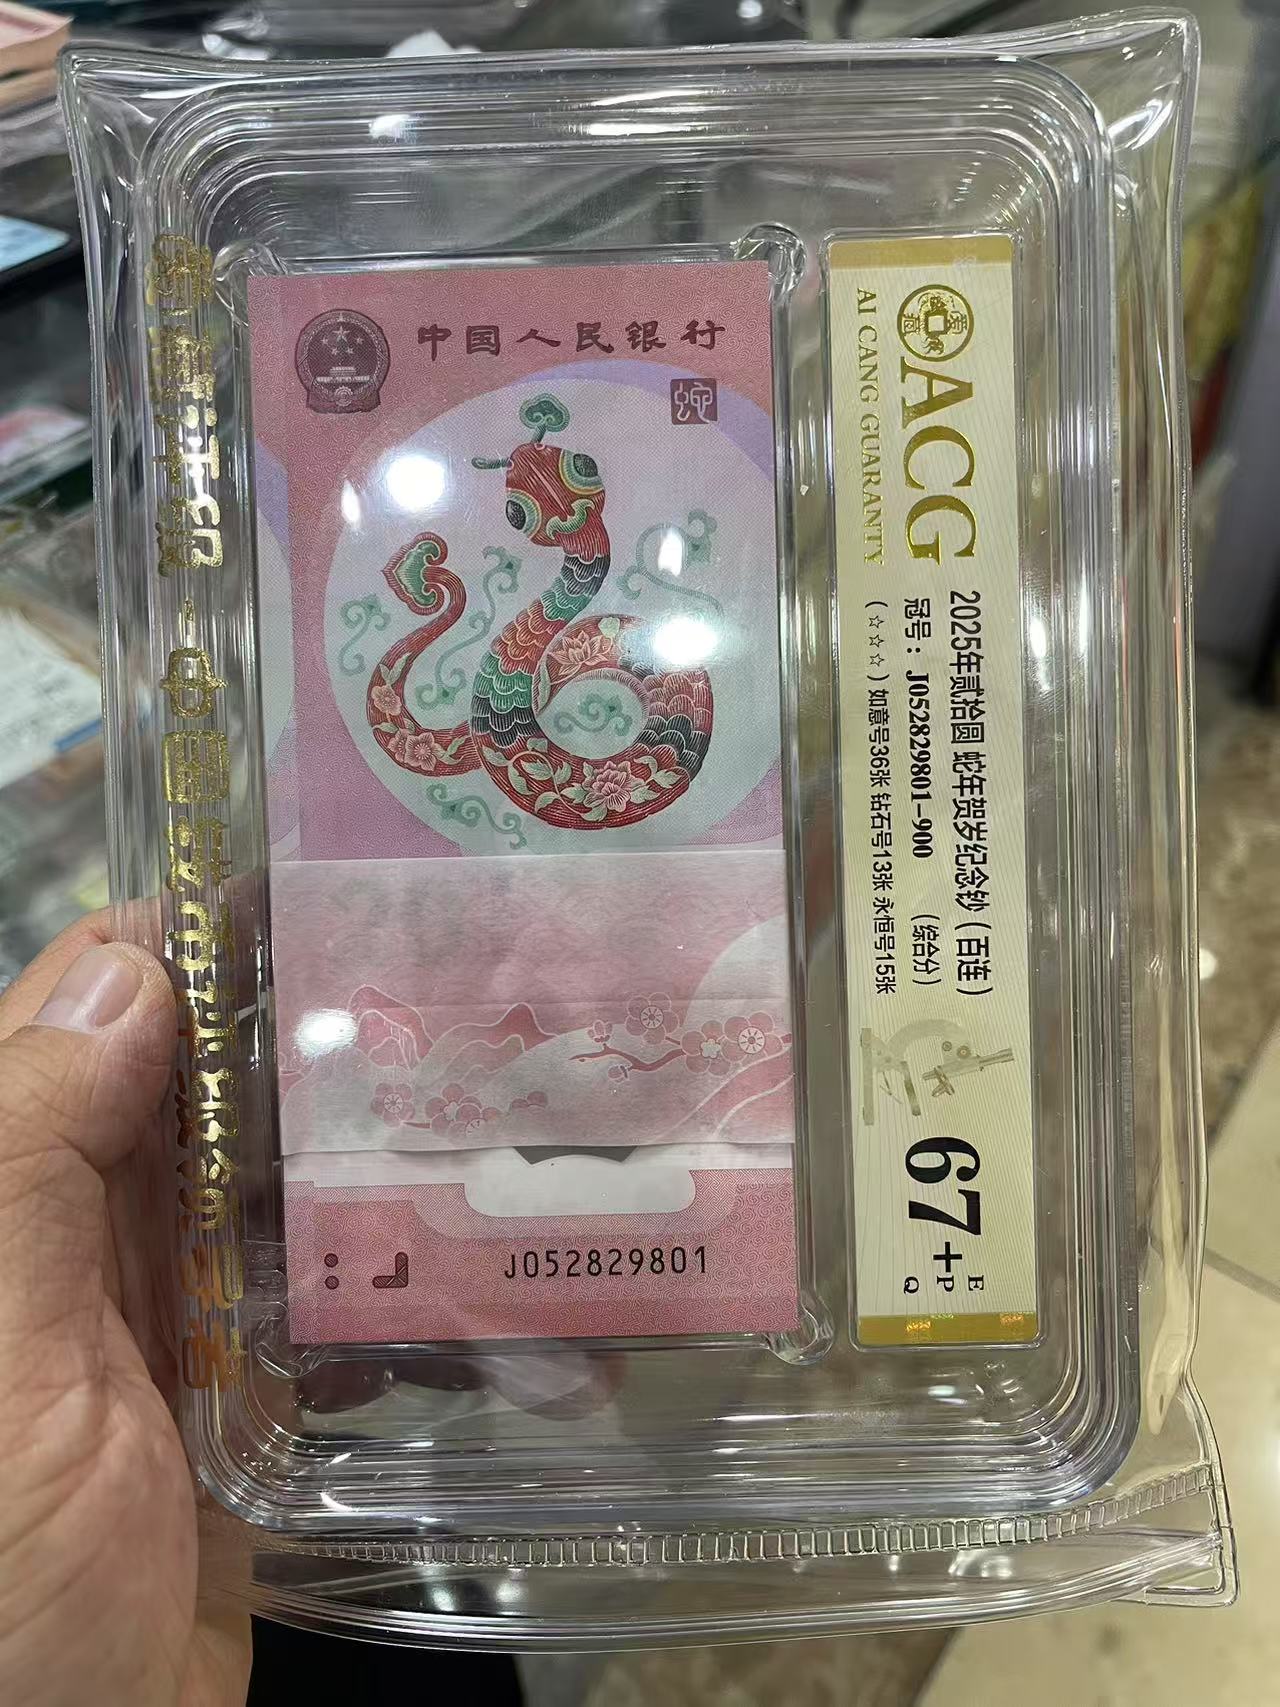 中国人民银行
蛇
J052829801
ACG
AI CANG GUARANTY
2025年贰拾圆 蛇年贺岁纪念钞（百连）
冠号：J052829801-900 （综合分）
（☆☆☆）如意号36张 钻石号13张 永恒号15张
67+
E
P
Q